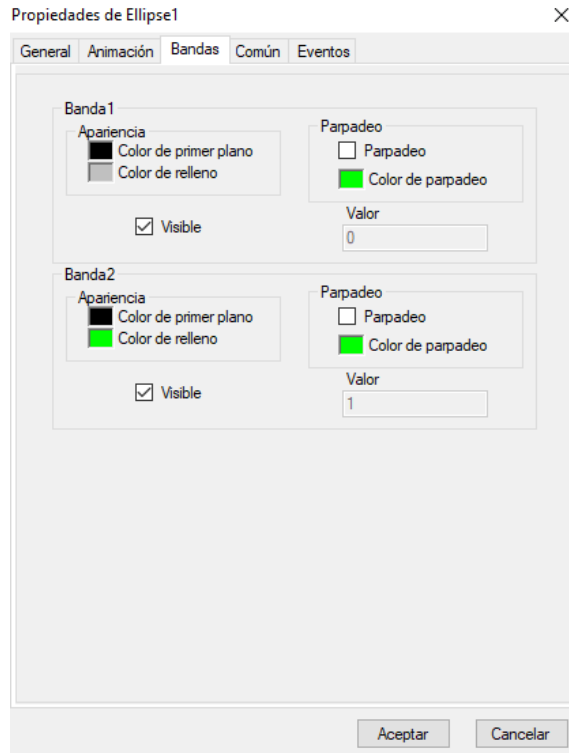 Propiedades de Ellipse1
General Animación Bandas Común Eventos
Banda1
Apariencia
Color de primer plano
Color de relleno
Visible
Parpadeo
Parpadeo
Color de parpadeo
Valor
0
Banda2
Apariencia
Color de primer plano
Color de relleno
Visible
Parpadeo
Parpadeo
Color de parpadeo
Valor
1
Aceptar Cancelar